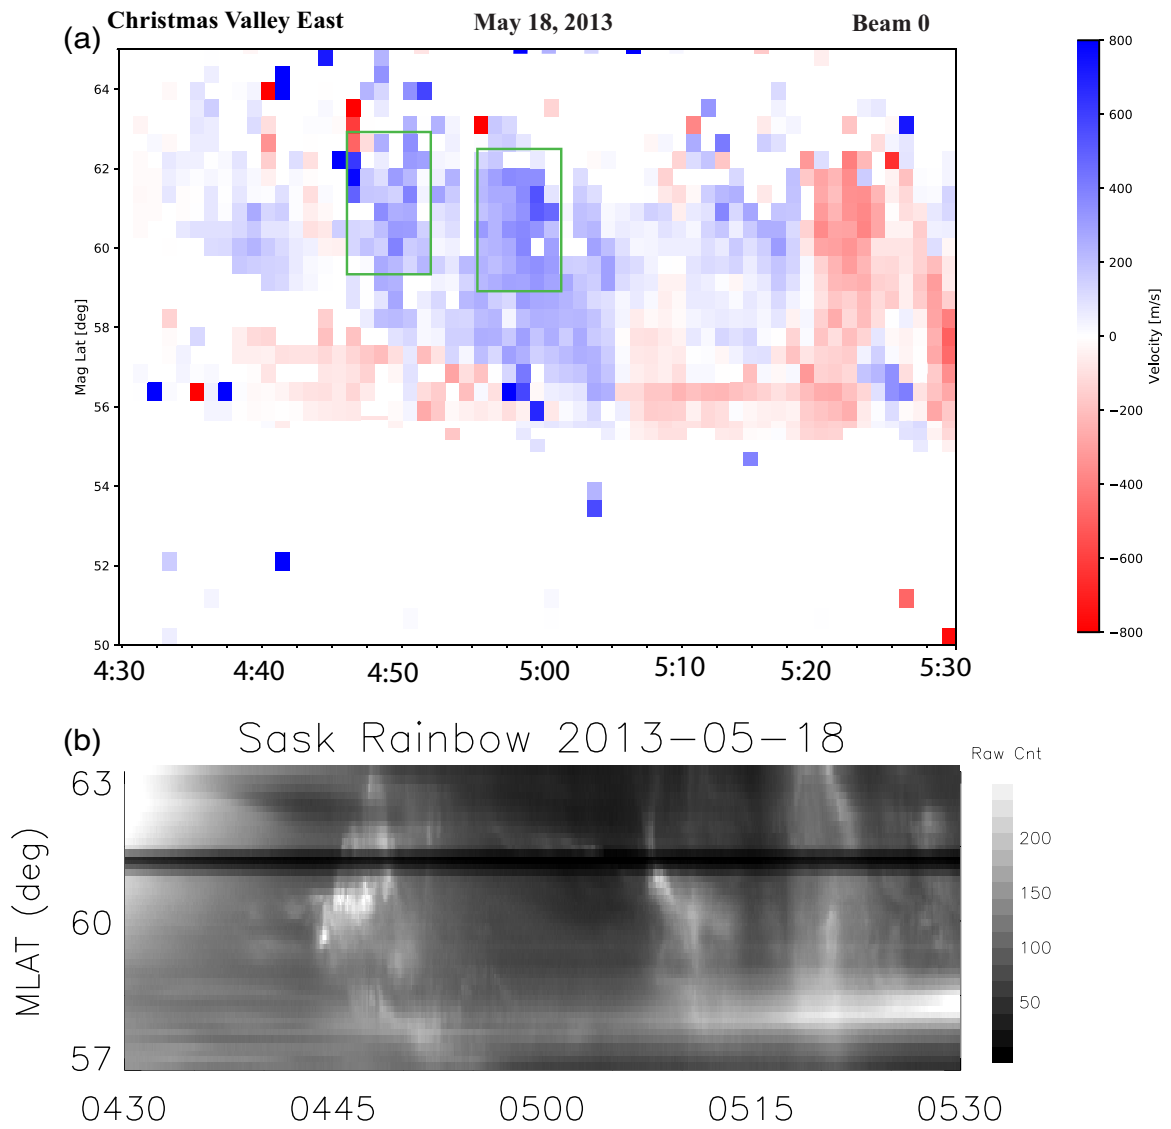 Christmas Valley East May 18, 2013 Beam 0
(a)
800
64
600
62
400
60
200
Mag Lat [deg]
58
0
Velocity [m/s]
56
−200
54
−400
52
−600
50
−800
4:30 4:40 4:50 5:00 5:10 5:20 5:30
(b)
Sask Rainbow 2013-05-18
Raw Cnt
63
200
MLAT (deg)
60
150
100
50
57
0430 0445 0500 0515 0530